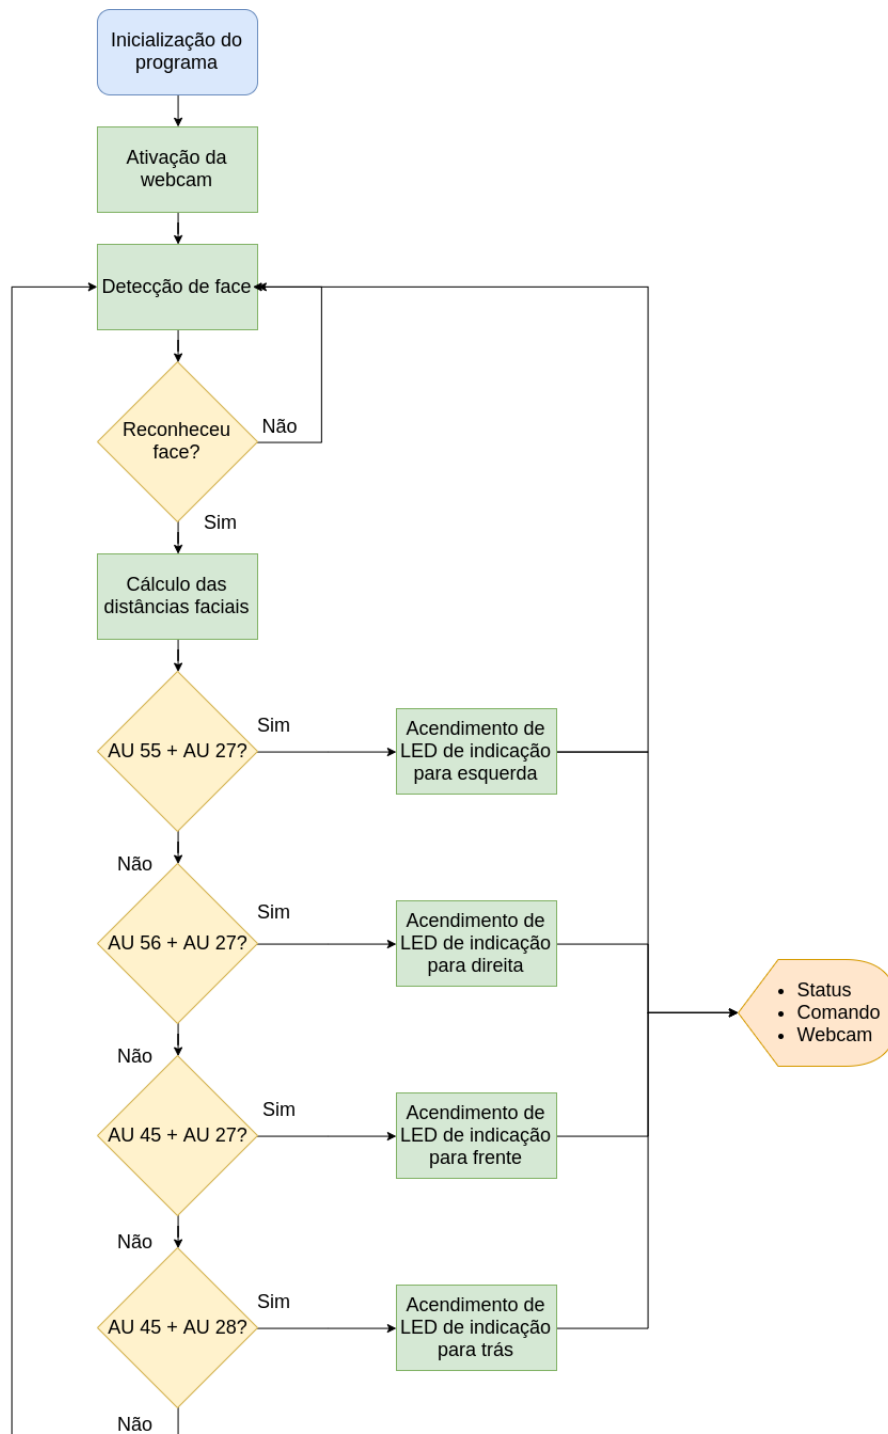 Inicialização do
programa
Ativação da
webcam
Detecção de face
Reconheceu
face?
Não
Sim
Cálculo das
distâncias faciais
AU 55 + AU 27?
Sim
Acendimento de
LED de indicação
para esquerda
Não
AU 56 + AU 27?
Sim
Acendimento de
LED de indicação
para direita
• Status
• Comando
• Webcam
Não
AU 45 + AU 27?
Sim
Acendimento de
LED de indicação
para frente
Não
AU 45 + AU 28?
Sim
Acendimento de
LED de indicação
para trás
Não